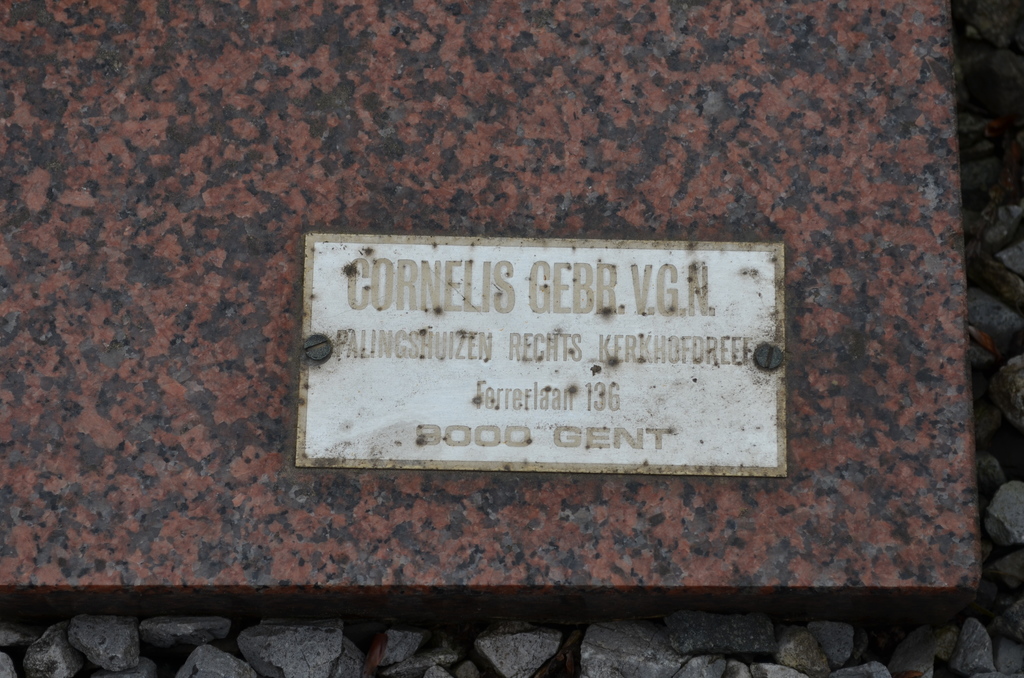 CORNELIS GEBR. V.G.N.
PALINGSHUIZEN RECHTS KERKHOFDREEF
Ferrerlaan 136
9000 GENT